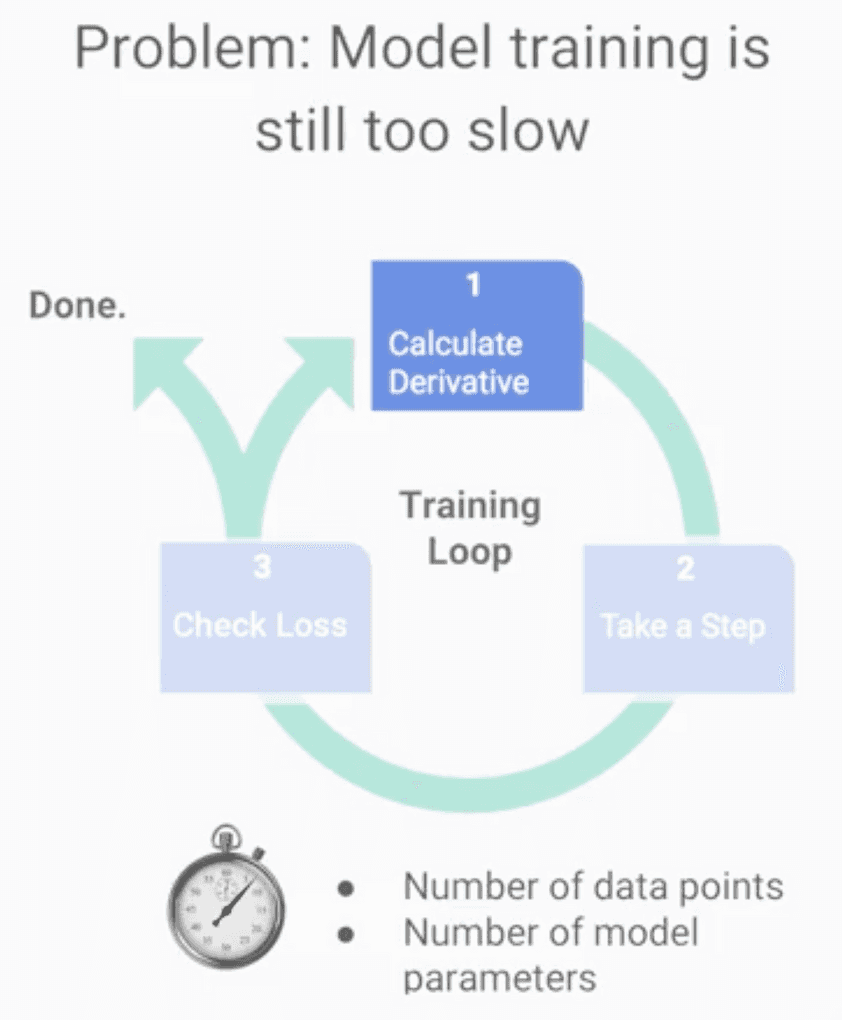 Problem: Model training is
still too slow
Done.
1
Calculate
Derivative
Training
Loop
3
Check Loss
2
Take a Step
• Number of data points
• Number of model
parameters